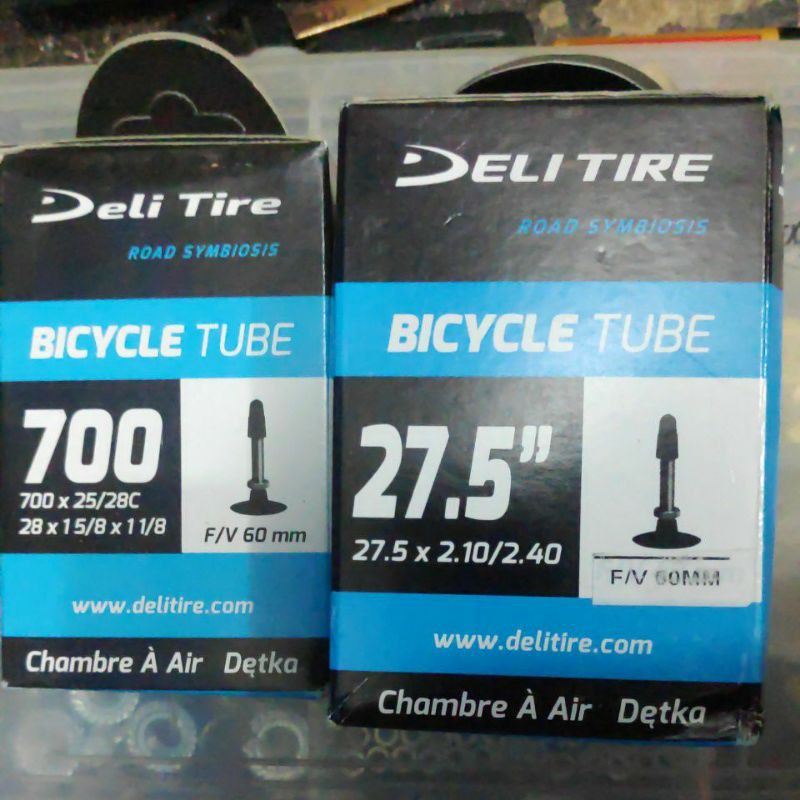 Deli Tire
ROAD SYMBIOSIS
BICYCLE TUBE
700
700 x 25/28C
28 x 1 5/8 x 1 1/8
F/V 60 mm
www.delitire.com
Chambre À Air Dętka
DELI TIRE
ROAD SYMBIOSIS
BICYCLE TUBE
27.5”
27.5 x 2.10/2.40
F/V 60MM
www.delitire.com
Chambre À Air Dętka